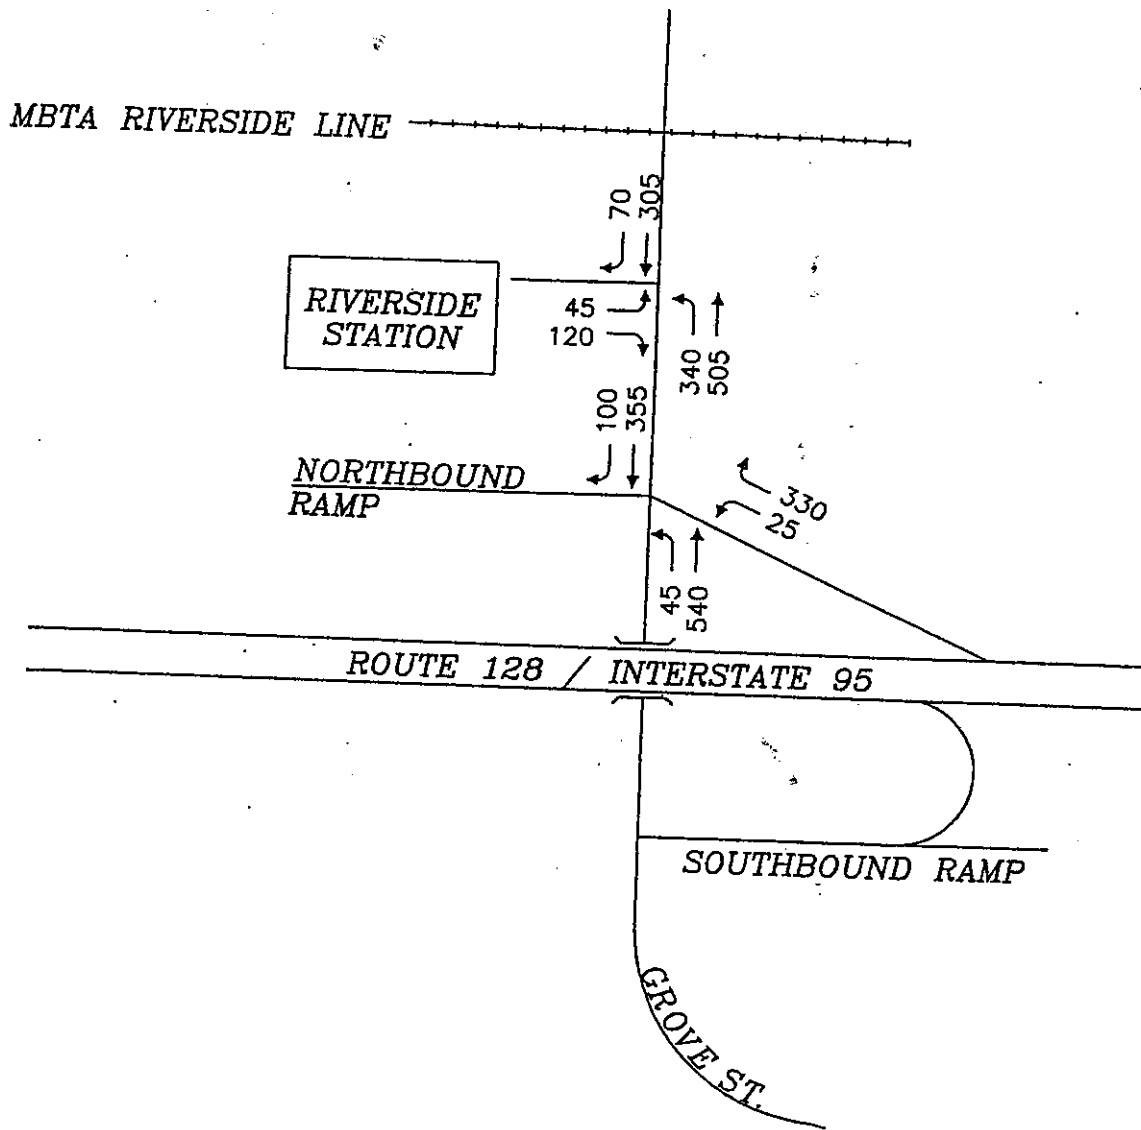 MBTA RIVERSIDE LINE
70
305
RIVERSIDE
STATION
45
120
340
505
100
355
NORTHBOUND
RAMP
330
25
45
540
ROUTE 128 / INTERSTATE 95
SOUTHBOUND RAMP
GROVE ST.